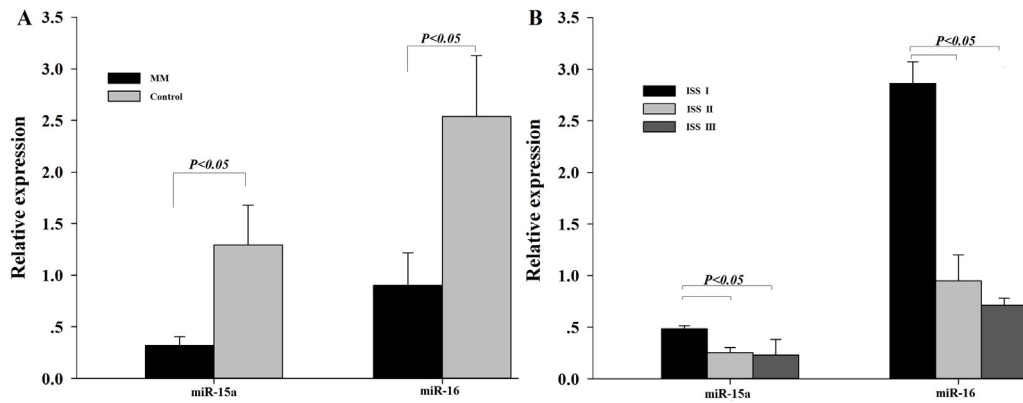 A
Relative expression
3.5
3.0
2.5
2.0
1.5
1.0
.5
0.0
MM
Control
P<0.05
P<0.05
miR-15a
miR-16
B
Relative expression
3.5
3.0
2.5
2.0
1.5
1.0
.5
0.0
ISS I
ISS II
ISS III
P<0.05
P<0.05
miR-15a
miR-16